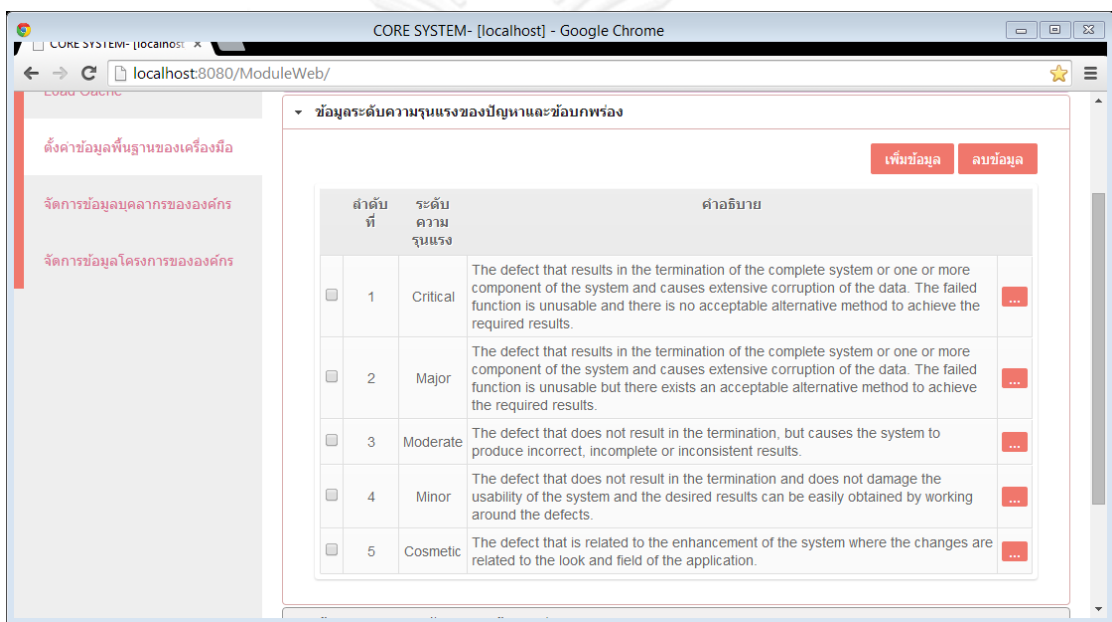 CORE SYSTEM- [localhost] - Google Chrome
CORE SYSTEM- [localhost
localhost:8080/ModuleWeb/
Load Cache
ตั้งค่าข้อมูลพื้นฐานของเครื่องมือ
จัดการข้อมูลบุคลากรขององค์กร
จัดการข้อมูลโครงการขององค์กร
ข้อมูลระดับความรุนแรงของปัญหาและข้อบกพร่อง
เพิ่มข้อมูล ลบข้อมูล
ลำดับ
ที่
ระดับ
ความ
รุนแรง
คำอธิบาย
1 Critical
The defect that results in the termination of the complete system or one or more
component of the system and causes extensive corruption of the data. The failed
function is unusable and there is no acceptable alternative method to achieve the
required results.
...
2 Major
The defect that results in the termination of the complete system or one or more
component of the system and causes extensive corruption of the data. The failed
function is unusable but there exists an acceptable alternative method to achieve
the required results.
...
3 Moderate
The defect that does not result in the termination, but causes the system to
produce incorrect, incomplete or inconsistent results.
...
4 Minor
The defect that does not result in the termination and does not damage the
usability of the system and the desired results can be easily obtained by working
around the defects.
...
5 Cosmetic
The defect that is related to the enhancement of the system where the changes are
related to the look and field of the application.
...